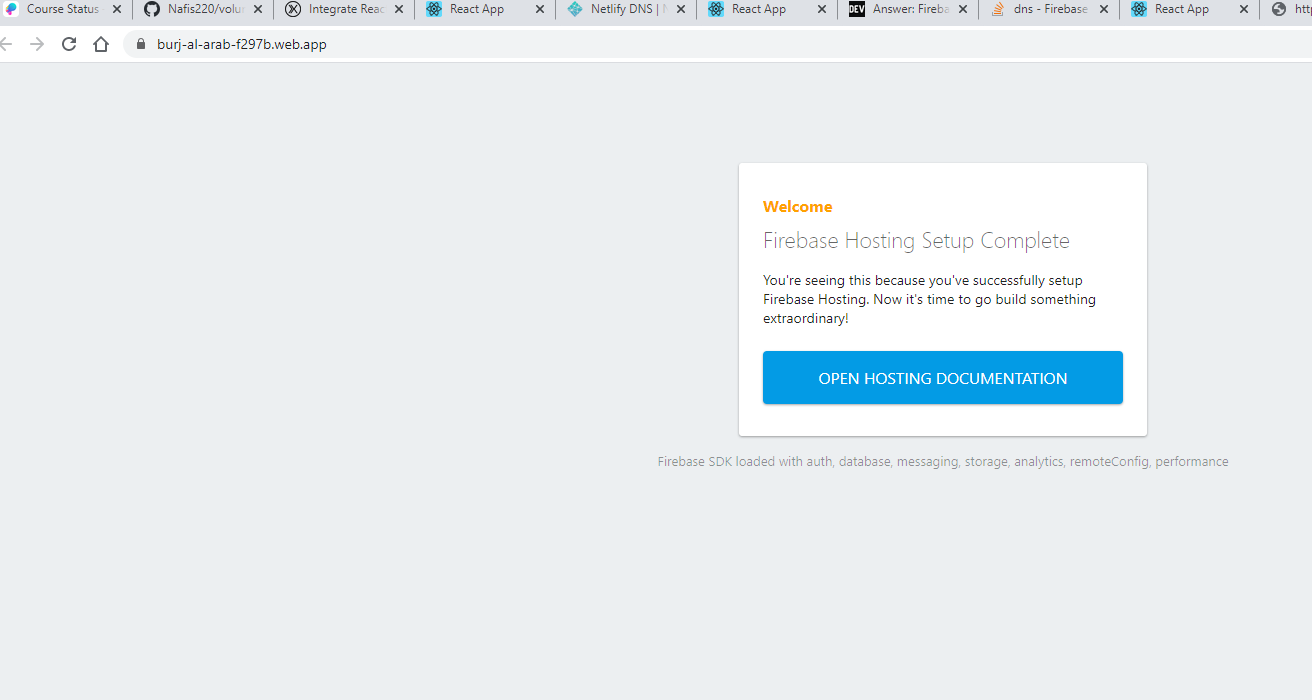 Course Status
Nafis220/volu
Integrate Reac
React App
Netlify DNS |
React App
DEV
Answer: Fireba
dns - Firebase
React App
burj-al-arab-f297b.web.app
Welcome
Firebase Hosting Setup Complete
You're seeing this because you've successfully setup
Firebase Hosting. Now it's time to go build something
extraordinary!
OPEN HOSTING DOCUMENTATION
Firebase SDK loaded with auth, database, messaging, storage, analytics, remoteConfig, performance